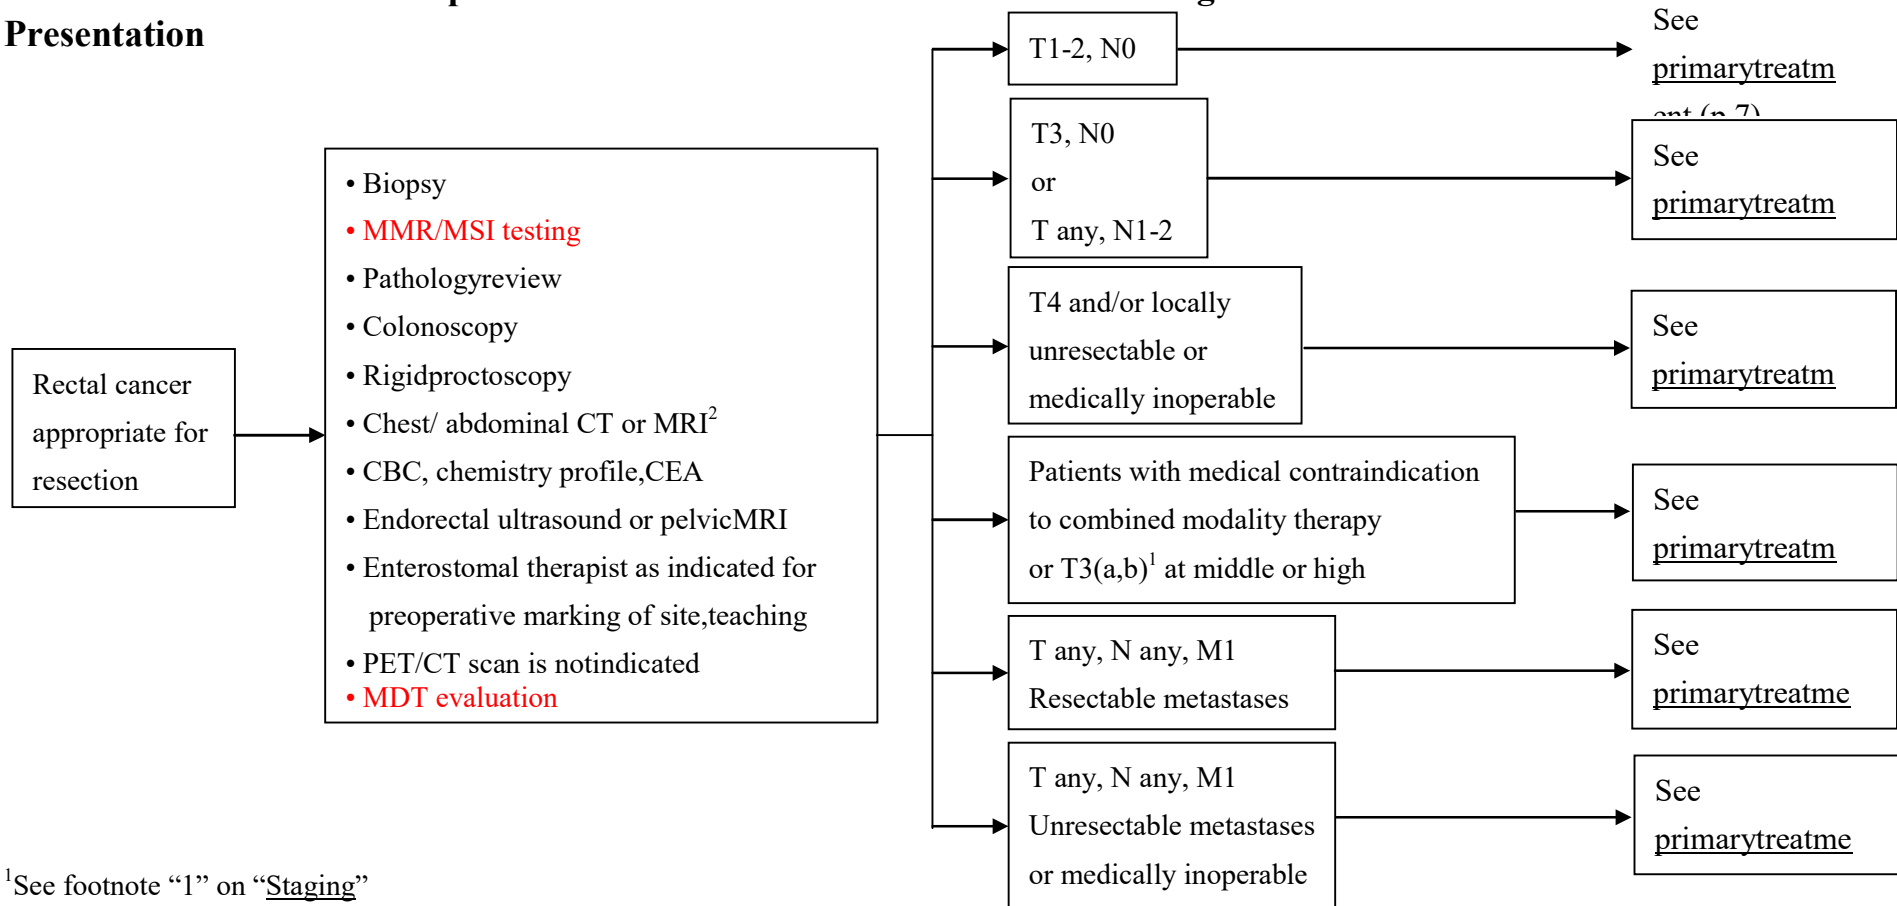 Presentation
Rectal cancer
appropriate for
resection
• Biopsy
• MMR/MSI testing
• Pathologyreview
• Colonoscopy
• Rigidproctoscopy
• Chest/ abdominal CT or MRI2
• CBC, chemistry profile,CEA
• Endorectal ultrasound or pelvicMRI
• Enterostomal therapist as indicated for
preoperative marking of site,teaching
• PET/CT scan is notindicated
• MDT evaluation
T1-2, N0
See
primarytreatm
ent (p.7)
T3, N0
or
T any, N1-2
See
primarytreatm
T4 and/or locally
unresectable or
medically inoperable
See
primarytreatm
Patients with medical contraindication
to combined modality therapy
or T3(a,b)1 at middle or high
See
primarytreatm
T any, N any, M1
Resectable metastases
See
primarytreatme
T any, N any, M1
Unresectable metastases
or medically inoperable
See
primarytreatme
1See footnote “1” on “Staging”